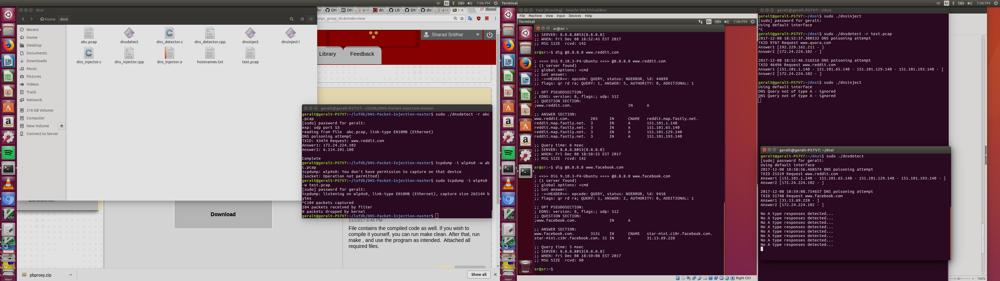 En 7:06 PM
Terminal
En 7:06 PM
dnsi
Home dnsi
Recent
Home
Desktop
Documents
Downloads
Music
Pictures
Videos
Trash
Network
216 GB Volume
Computer
New Volume
Connect to Server
abc.pcap
dnsdetect
dns_detector.c
dns_detector.cpp
dnsinject
dnsinject1
dns_injector.c
dns_injector.cpp
dns_injector.o
hostnames.txt
test.pcap
Sharad
ssign_group_id=&mode=view
Sharad Sridhar
Library
Feedback
Download
11/13/17 6:46 PM
File contains the compiled code as well. If you wish to
compile it yourself, you can run make clean. After that, run
make , and use the program as intended. Attached all
required files.
pbproxy.zip
Show all
geralt@geralt-P57V7: ~/lsfdk/DNS-Packet-Injection-master
geralt@geralt-P57V7:~/lsfdk/DNS-Packet-Injection-master$ sudo ./dnsdetect -r abc
.pcap
[sudo] password for geralt:
exp: udp port 53
reading from file  abc.pcap, link-type EN10MB (Ethernet)
DNS poisoning attempt
TXID: 43474 Request: www.reddit.com
Answer1: 172.24.224.102
Answer2: 6.114.101.100
Complete
geralt@geralt-P57V7:~/lsfdk/DNS-Packet-Injection-master$ tcpdump -i wlp4s0 -w ab
c.pcap
tcpdump: wlp4s0: You don't have permission to capture on that device
(socket: Operation not permitted)
geralt@geralt-P57V7:~/lsfdk/DNS-Packet-Injection-master$ sudo tcpdump -i wlp4s0
-w test.pcap
[sudo] password for geralt:
tcpdump: listening on wlp4s0, link-type EN10MB (Ethernet), capture size 262144 b
ytes
^C104 packets captured
104 packets received by filter
0 packets dropped by kernel
geralt@geralt-P57V7:~/lsfdk/DNS-Packet-Injection-master$
two [Running] - Oracle VM VirtualBox
File Machine View Input Devices Help
Terminal
En 7:06 PM
sr@sr: ~
;; SERVER: 8.8.8.8#53(8.8.8.8)
;; WHEN: Fri Dec 08 18:52:45 EST 2017
;; MSG SIZE  rcvd: 142
sr@sr:~$ dig @8.8.8.8 www.reddit.com
; <<>> DiG 9.10.3-P4-Ubuntu <<>> @8.8.8.8 www.reddit.com
; (1 server found)
;; global options: +cmd
;; Got answer:
;; ->>HEADER<<- opcode: QUERY, status: NOERROR, id: 44899
;; flags: qr rd ra; QUERY: 1, ANSWER: 5, AUTHORITY: 0, ADDITIONAL: 1
;; OPT PSEUDOSECTION:
; EDNS: version: 0, flags:; udp: 512
;; QUESTION SECTION:
;www.reddit.com. IN A
;; ANSWER SECTION:
www.reddit.com. 203 IN CNAME reddit.map.fastly.net.
reddit.map.fastly.net. 3 IN A 151.101.1.140
reddit.map.fastly.net. 3 IN A 151.101.65.140
reddit.map.fastly.net. 3 IN A 151.101.129.140
reddit.map.fastly.net. 3 IN A 151.101.193.140
;; Query time: 6 msec
;; SERVER: 8.8.8.8#53(8.8.8.8)
;; WHEN: Fri Dec 08 18:58:55 EST 2017
;; MSG SIZE  rcvd: 142
sr@sr:~$ dig @8.8.8.8 www.facebook.com
; <<>> DiG 9.10.3-P4-Ubuntu <<>> @8.8.8.8 www.facebook.com
; (1 server found)
;; global options: +cmd
;; Got answer:
;; ->>HEADER<<- opcode: QUERY, status: NOERROR, id: 9418
;; flags: qr rd ra; QUERY: 1, ANSWER: 2, AUTHORITY: 0, ADDITIONAL: 1
;; OPT PSEUDOSECTION:
; EDNS: version: 0, flags:; udp: 512
;; QUESTION SECTION:
;www.facebook.com. IN A
;; ANSWER SECTION:
www.facebook.com. 3151 IN CNAME star-mini.c10r.facebook.com.
star-mini.c10r.facebook.com. 51 IN A 31.13.69.228
;; Query time: 5 msec
;; SERVER: 8.8.8.8#53(8.8.8.8)
;; WHEN: Fri Dec 08 18:59:08 EST 2017
;; MSG SIZE  rcvd: 90
sr@sr:~$
Right Ctrl
geralt@geralt-P57V7: ~/dnsi
geralt@geralt-P57V7:~/dnsi$ sudo ./dnsinject
[sudo] password for geralt:
Using default interface
^C
geralt@geralt-P57V7:~/dnsi$ sudo ./dnsdetect -r test.pcap
2017-12-08 18:52:37.300532 DNS poisoning attempt
TXID 9767 Request www.quora.com
Answer1 [192.229.162.211 - ]
Answer2 [172.24.224.102 - ]
2017-12-08 18:52:46.516516 DNS poisoning attempt
TXID 46496 Request www.reddit.com
Answer1 [151.101.1.140 - 151.101.65.140 - 151.101.129.140 - 151.101.193.140 - ]
Answer2 [172.24.224.102 - ]
geralt@geralt-P57V7:~/dnsi$ sudo ./dnsinject
Using default interface
DNS Query not of type A - ignored
DNS Query not of type A - ignored
geralt@geralt-P57V7: ~/dnsi
geralt@geralt-P57V7:~/dnsi$ sudo ./dnsdetect
[sudo] password for geralt:
Using default interface
2017-12-08 18:58:56.468574 DNS poisoning attempt
TXID 25519 Request www.reddit.com
Answer1 [151.101.1.140 - 151.101.65.140 - 151.101.129.140 - 151.101.193.140 - ]
Answer2 [172.24.224.102 - ]
2017-12-08 18:59:08.754657 DNS poisoning attempt
TXID 51748 Request www.facebook.com
Answer1 [31.13.69.228 - ]
Answer2 [172.24.224.102 - ]
No A type responses detected...
No A type responses detected...
No A type responses detected...
No A type responses detected...
No A type responses detected...
No A type responses detected...
No A type responses detected...
No A type responses detected...
160%